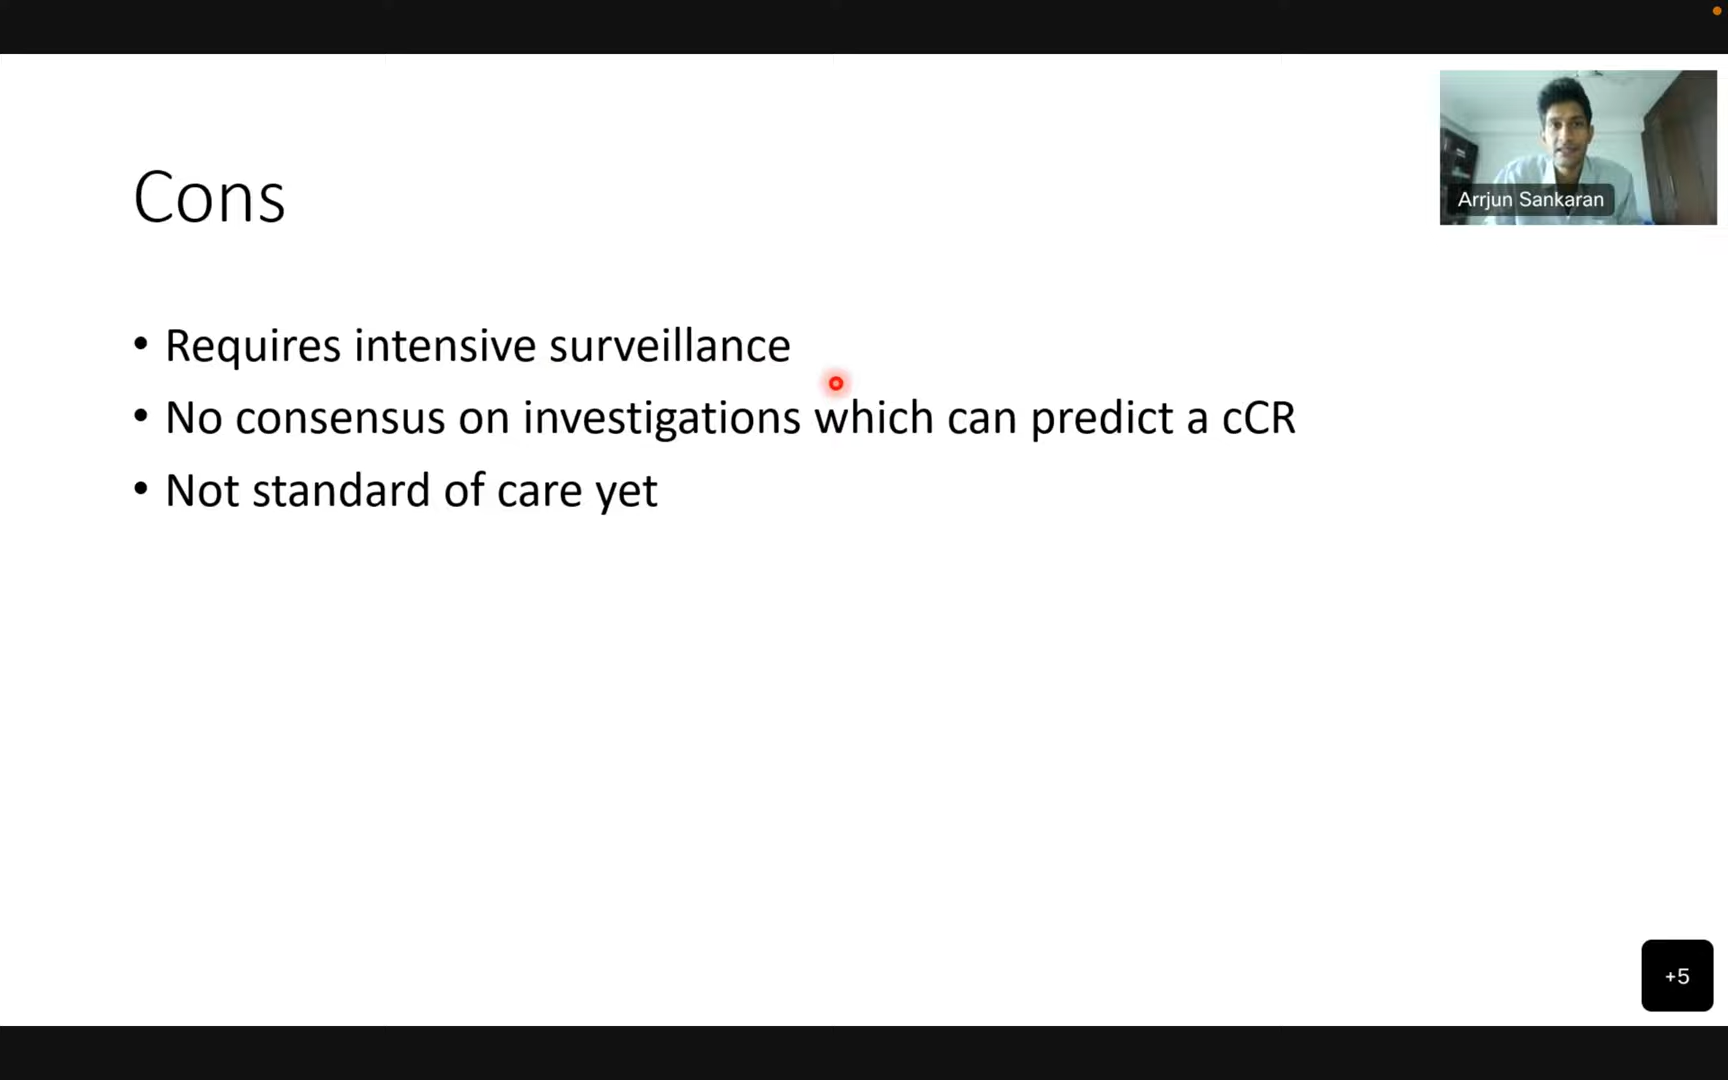 Cons
Arrjun Sankaran
• Requires intensive surveillance
• No consensus on investigations which can predict a cCR
• Not standard of care yet
+5